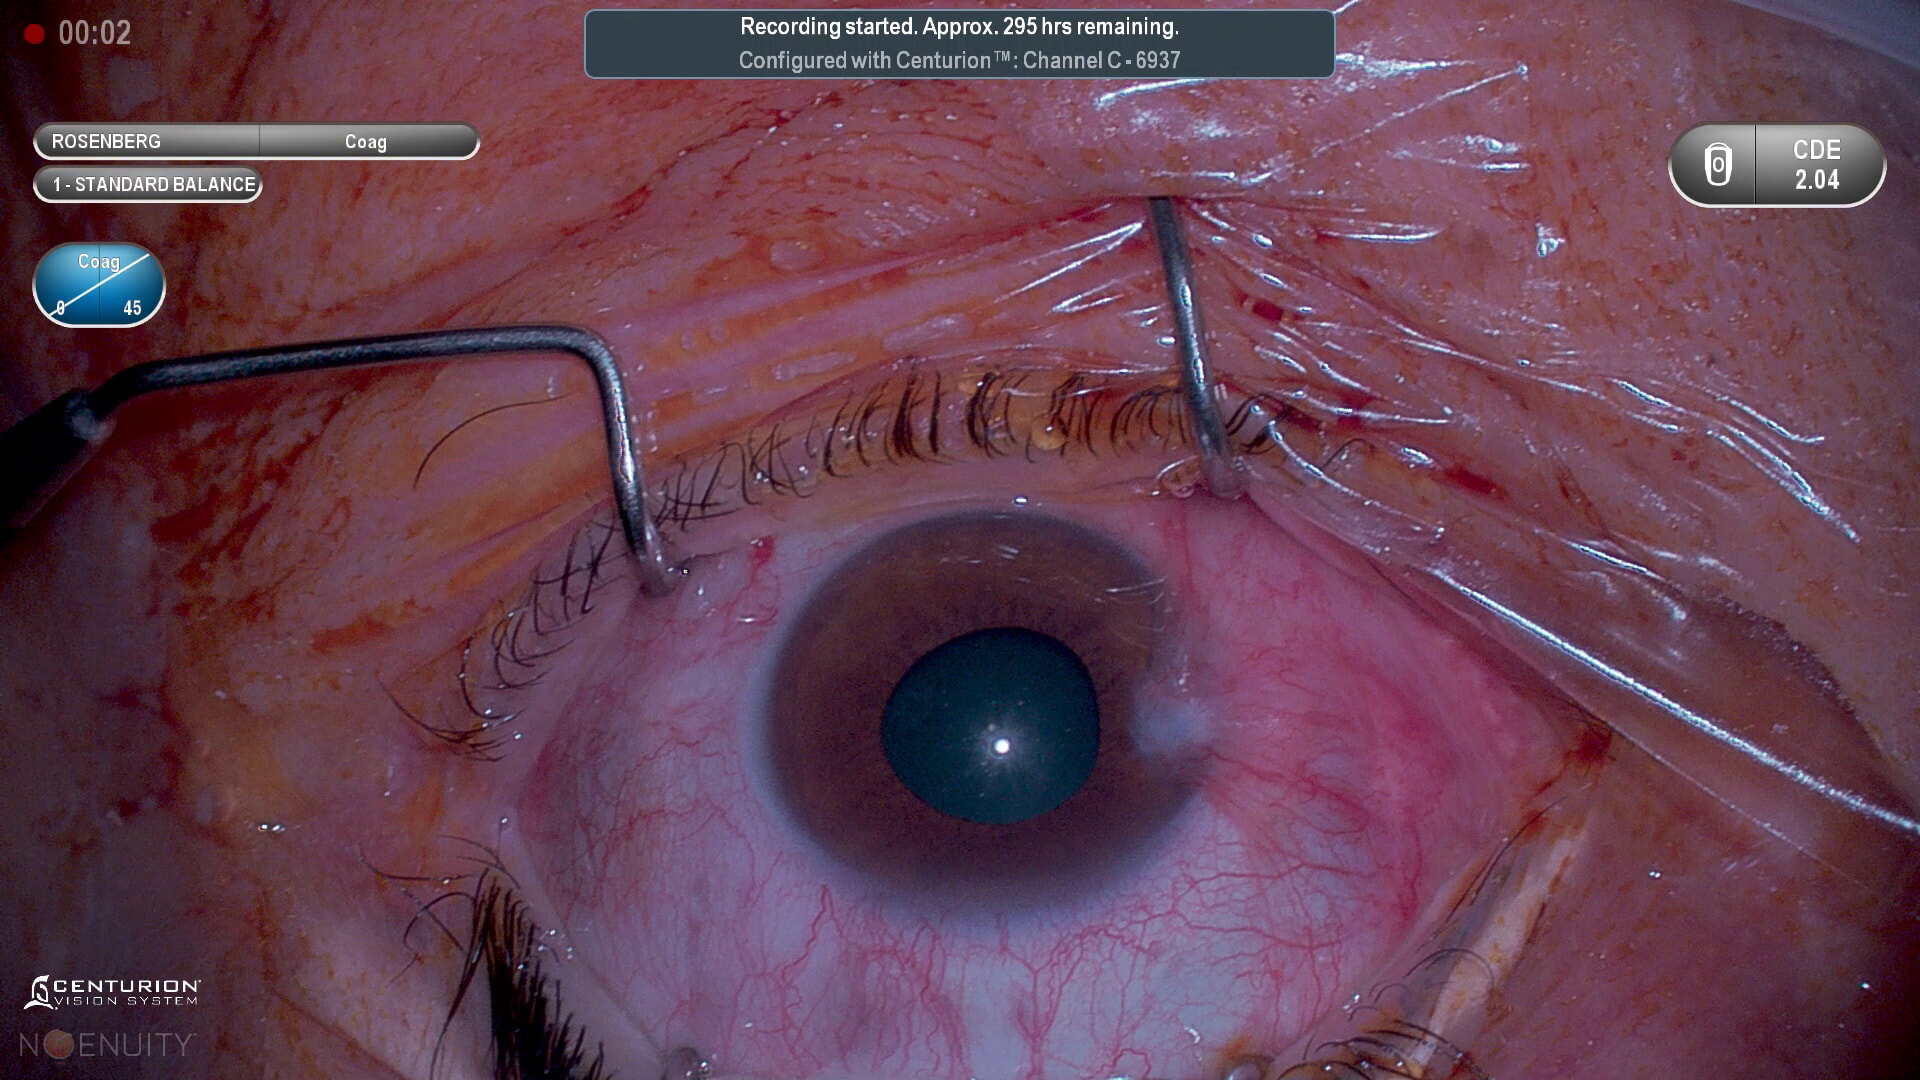 00:02
Recording started. Approx. 295 hrs remaining.
Configured with Centurion™: Channel C - 6937
ROSENBERG Coag
1 - STANDARD BALANCE
CDE
2.04
Coag
0 45
CENTURION
VISION SYSTEM
NGENUITY